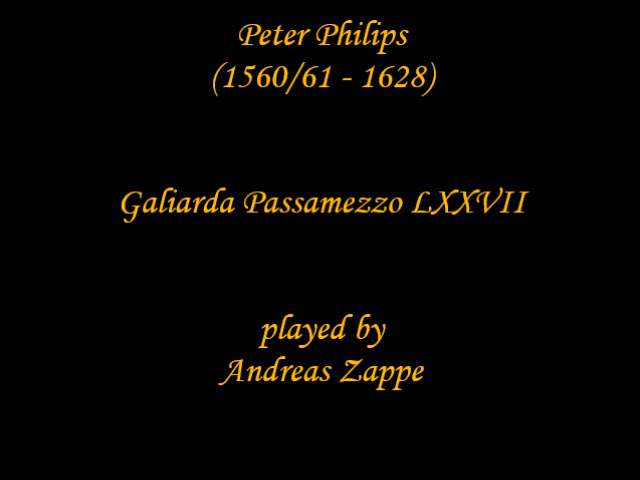 Peter Philips
(1560/61 - 1628)
Galiarda Passamezzo LXXVII
played by
Andreas Zappe